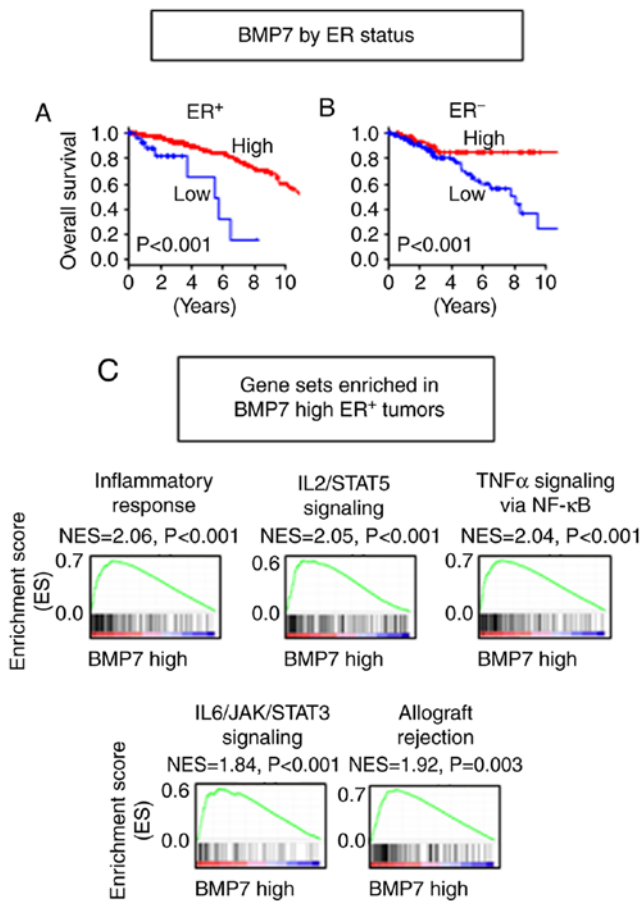 BMP7 by ER status
A
ER⁺
Overall survival
1.0
0.8
0.6
0.4
0.2
0.0
High
Low
P<0.001
0 2 4 6 8 10
(Years)
B
ER⁻
1.0
0.8
0.6
0.4
0.2
0.0
High
Low
P<0.001
0 2 4 6 8 10
(Years)
C
Gene sets enriched in
BMP7 high ER⁺ tumors
Inflammatory
response
NES=2.06, P<0.001
Enrichment score
(ES)
0.7
0.0
BMP7 high
IL2/STAT5
signaling
NES=2.05, P<0.001
0.6
0.0
BMP7 high
TNFα signaling
via NF-κB
NES=2.04, P<0.001
0.7
0.0
BMP7 high
IL6/JAK/STAT3
signaling
NES=1.84, P<0.001
Enrichment score
(ES)
0.6
0.0
BMP7 high
Allograft
rejection
NES=1.92, P=0.003
0.7
0.0
BMP7 high